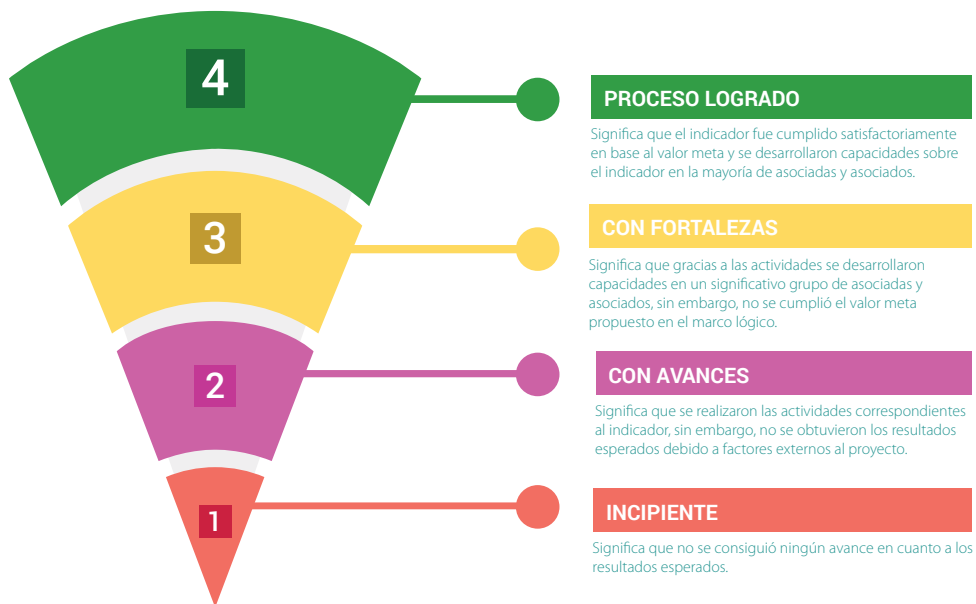 4
PROCESO LOGRADO
Significa que el indicador fue cumplido satisfactoriamente
en base al valor meta y se desarrollaron capacidades sobre
el indicador en la mayoría de asociadas y asociados.
3
CON FORTALEZAS
Significa que gracias a las actividades se desarrollaron
capacidades en un significativo grupo de asociadas y
asociados, sin embargo, no se cumplió el valor meta
propuesto en el marco lógico.
2
CON AVANCES
Significa que se realizaron las actividades correspondientes
al indicador, sin embargo, no se obtuvieron los resultados
esperados debido a factores externos al proyecto.
1
INCIPIENTE
Significa que no se consiguió ningún avance en cuanto a los
resultados esperados.